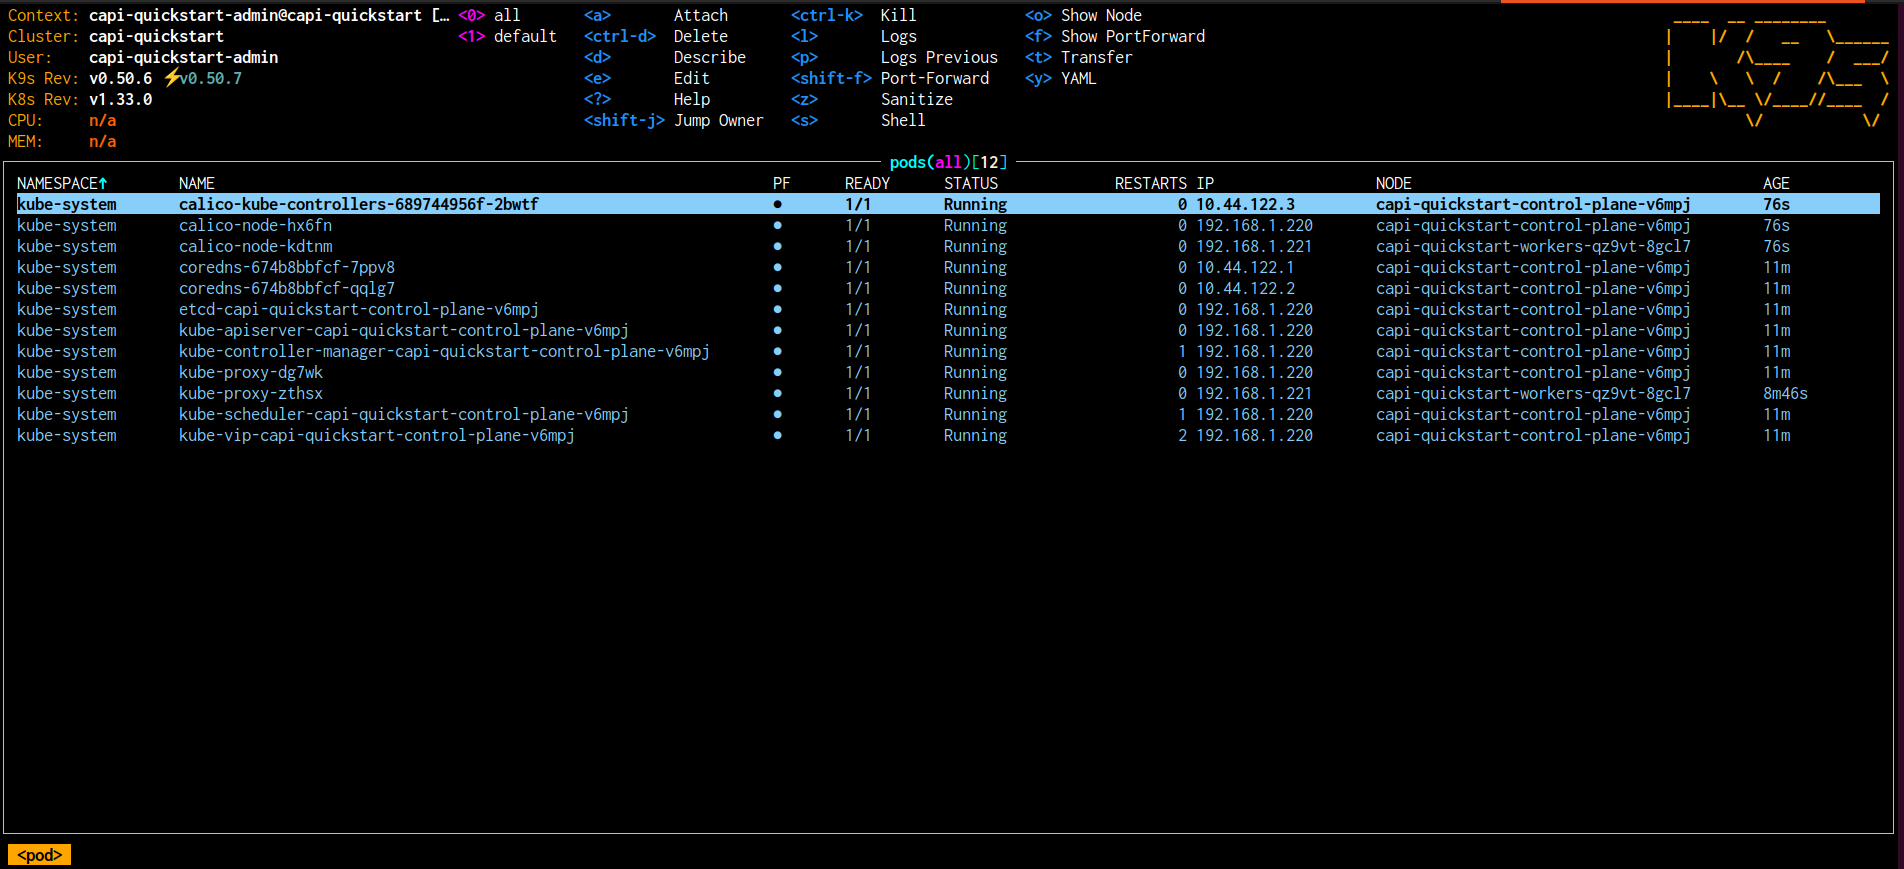 Context: capi-quickstart-admin@capi-quickstart [… <0> all <a> Attach <ctrl-k> Kill <o> Show Node
Cluster: capi-quickstart <1> default <ctrl-d> Delete <l> Logs <f> Show PortForward
User: capi-quickstart-admin <d> Describe <p> Logs Previous <t> Transfer
K9s Rev: v0.50.6 ⚡v0.50.7 <e> Edit <shift-f> Port-Forward <y> YAML
K8s Rev: v1.33.0 <?> Help <z> Sanitize
CPU: n/a <shift-j> Jump Owner <s> Shell
MEM: n/a
pods(all)[12]
NAMESPACE↑ NAME PF READY STATUS RESTARTS IP NODE AGE
kube-system calico-kube-controllers-689744956f-2bwtf ● 1/1 Running 0 10.44.122.3 capi-quickstart-control-plane-v6mpj 76s
kube-system calico-node-hx6fn ● 1/1 Running 0 192.168.1.220 capi-quickstart-control-plane-v6mpj 76s
kube-system calico-node-kdtnm ● 1/1 Running 0 192.168.1.221 capi-quickstart-workers-qz9vt-8gcl7 76s
kube-system coredns-674b8bbfcf-7ppv8 ● 1/1 Running 0 10.44.122.1 capi-quickstart-control-plane-v6mpj 11m
kube-system coredns-674b8bbfcf-qqlg7 ● 1/1 Running 0 10.44.122.2 capi-quickstart-control-plane-v6mpj 11m
kube-system etcd-capi-quickstart-control-plane-v6mpj ● 1/1 Running 0 192.168.1.220 capi-quickstart-control-plane-v6mpj 11m
kube-system kube-apiserver-capi-quickstart-control-plane-v6mpj ● 1/1 Running 0 192.168.1.220 capi-quickstart-control-plane-v6mpj 11m
kube-system kube-controller-manager-capi-quickstart-control-plane-v6mpj ● 1/1 Running 1 192.168.1.220 capi-quickstart-control-plane-v6mpj 11m
kube-system kube-proxy-dg7wk ● 1/1 Running 0 192.168.1.220 capi-quickstart-control-plane-v6mpj 11m
kube-system kube-proxy-zthsx ● 1/1 Running 0 192.168.1.221 capi-quickstart-workers-qz9vt-8gcl7 8m46s
kube-system kube-scheduler-capi-quickstart-control-plane-v6mpj ● 1/1 Running 1 192.168.1.220 capi-quickstart-control-plane-v6mpj 11m
kube-system kube-vip-capi-quickstart-control-plane-v6mpj ● 1/1 Running 2 192.168.1.220 capi-quickstart-control-plane-v6mpj 11m
<pod>